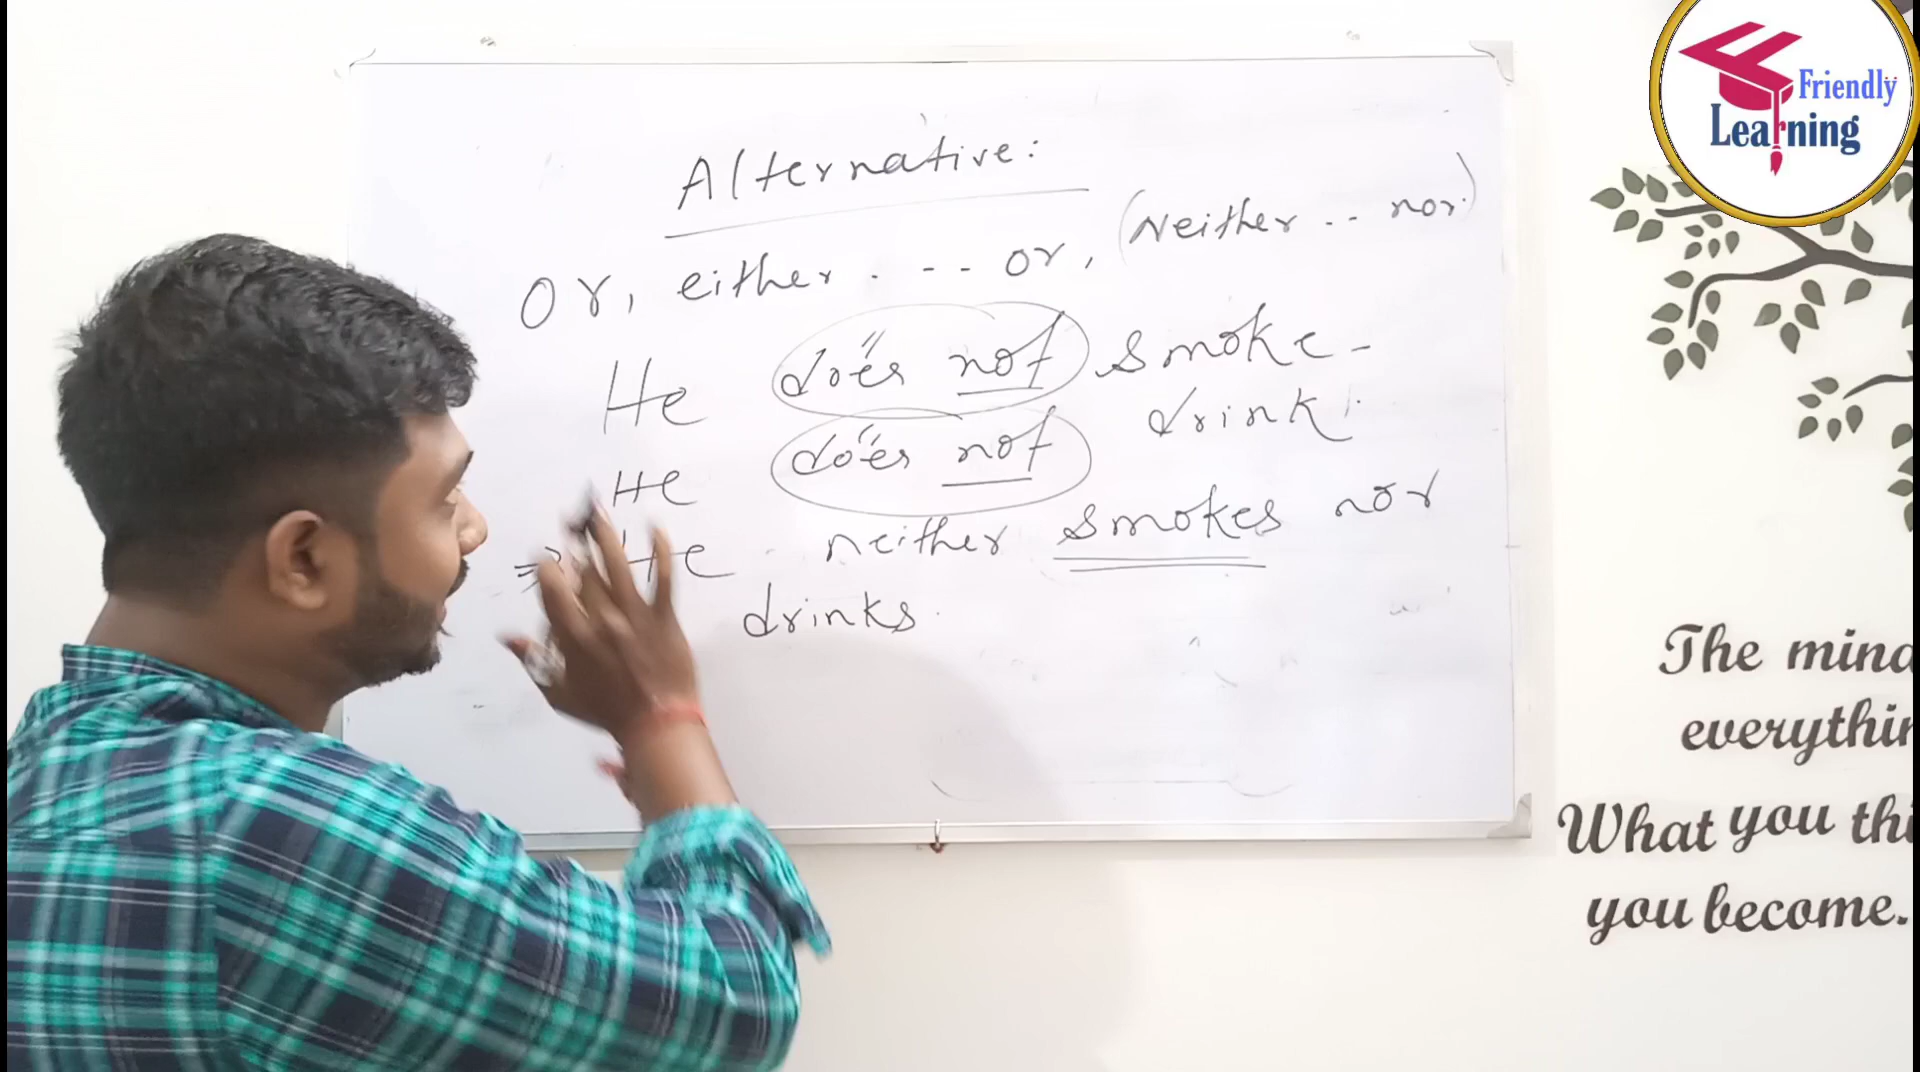 Friendly
Learning
Alternative:
Or, either . - - or, (Neither - - nor.)
He does not smoke -
He does not drink.
=> He neither smokes nor
drinks.
The mind
everythin
What you thi
you become.